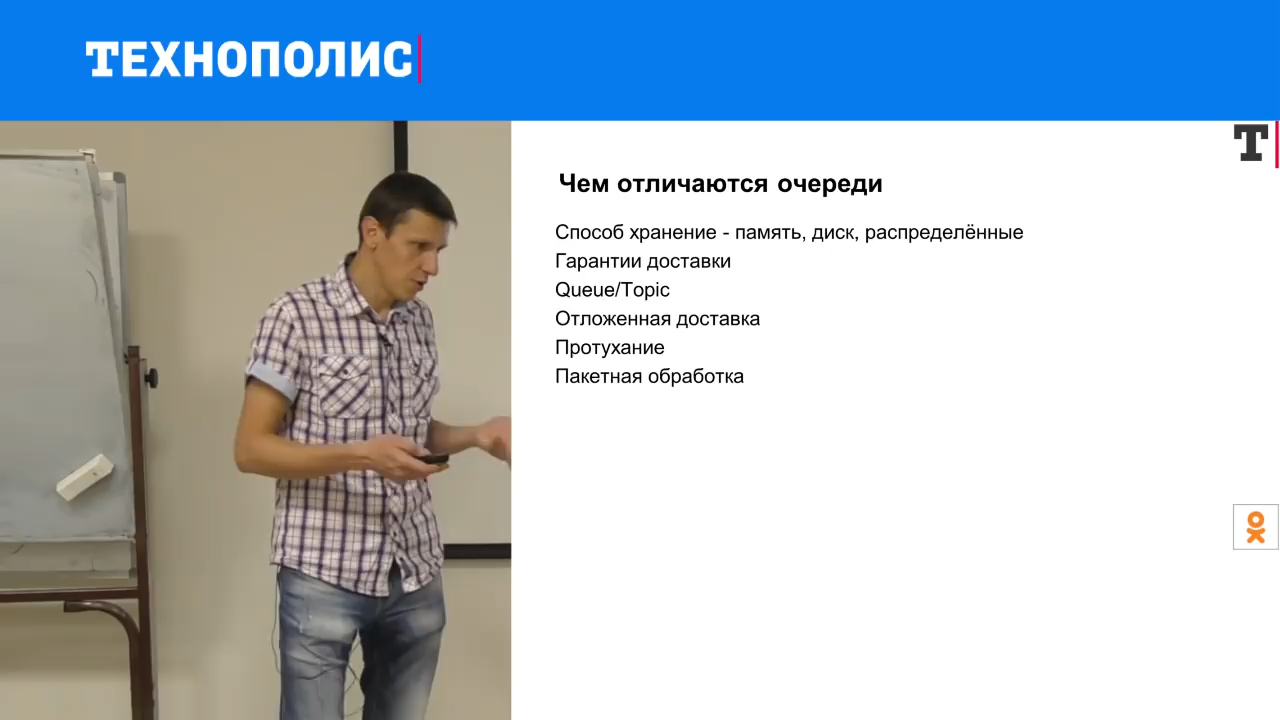 ТЕХНОПОЛИС
Т
Чем отличаются очереди
Способ хранение - память, диск, распределённые
Гарантии доставки
Queue/Topic
Отложенная доставка
Протухание
Пакетная обработка